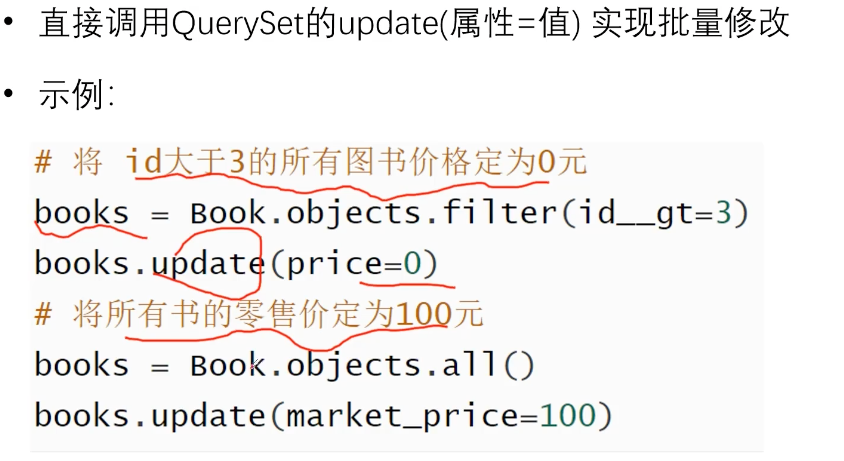 • 直接调用QuerySet的update(属性=值) 实现批量修改
• 示例：
# 将 id大于3的所有图书价格定为0元
books = Book.objects.filter(id__gt=3)
books.update(price=0)
# 将所有书的零售价定为100元
books = Book.objects.all()
books.update(market_price=100)